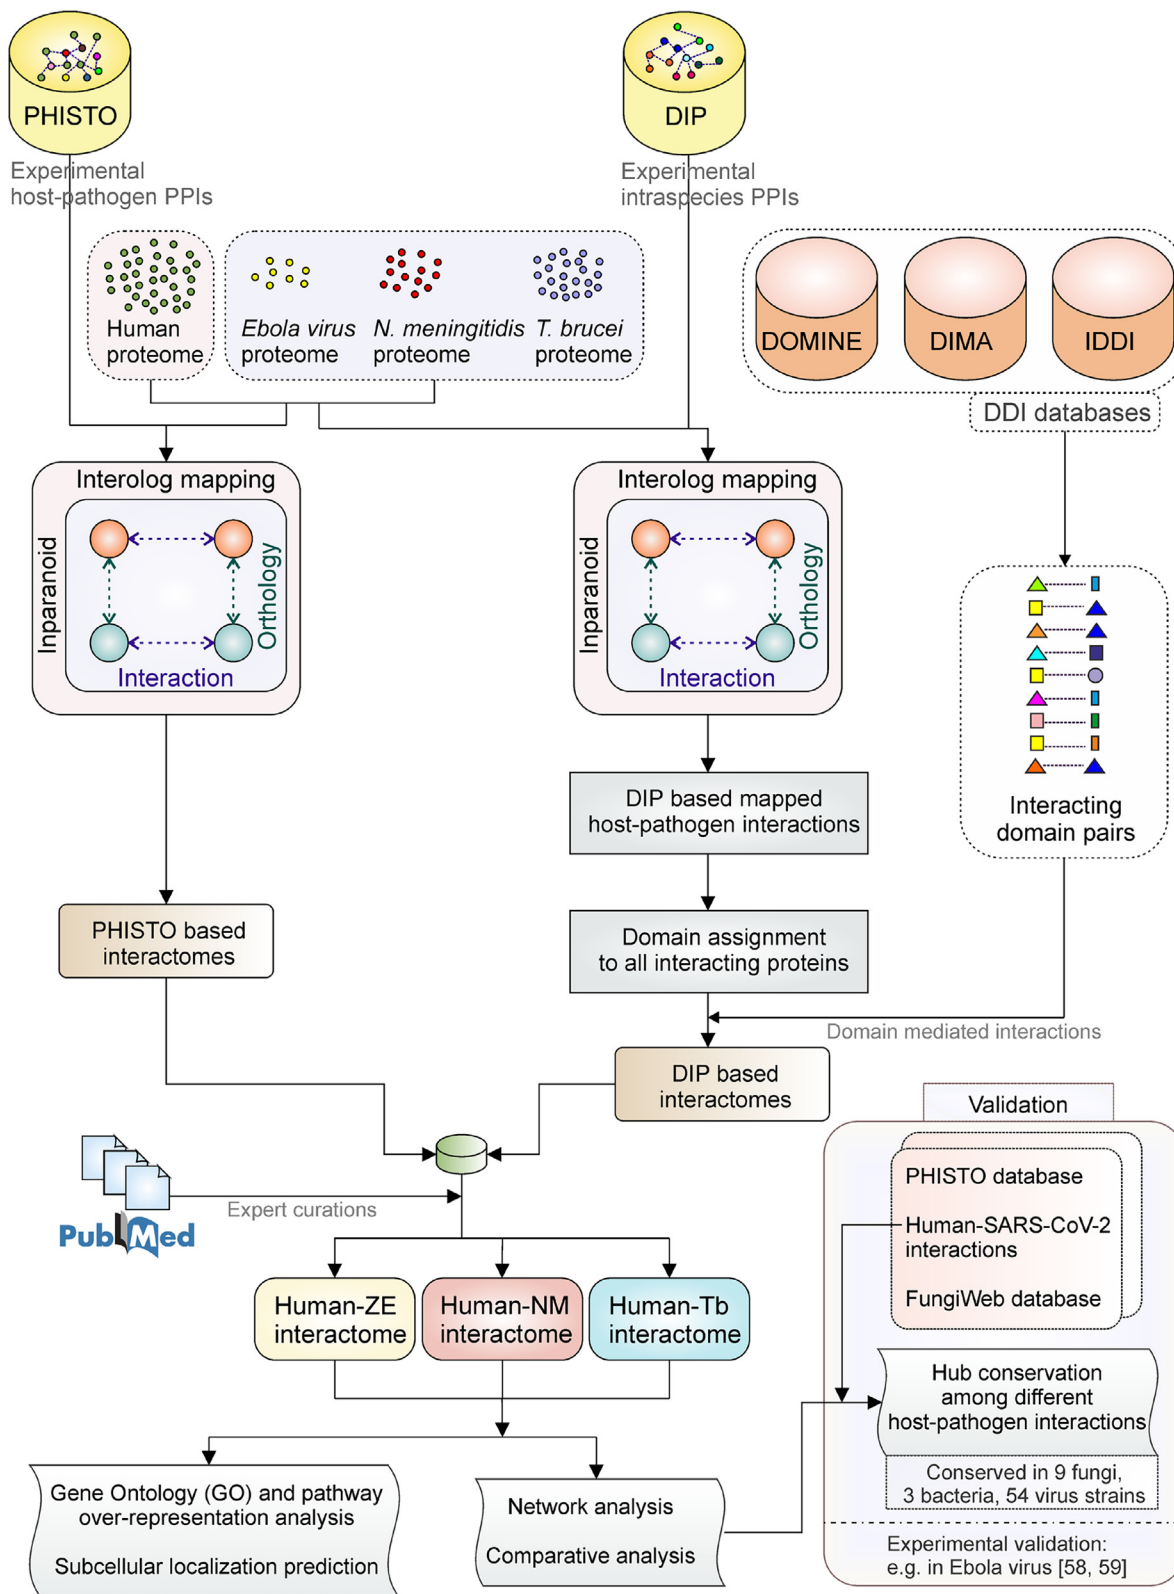 PHISTO
DIP
Experimental
host-pathogen PPIs
Experimental
intraspecies PPIs
Human
proteome
Ebola virus
proteome
N. meningitidis
proteome
T. brucei
proteome
DOMINE
DIMA
IDDI
DDI databases
Interolog mapping
Inparanoid
Orthology
Interaction
Interolog mapping
Inparanoid
Orthology
Interaction
Interacting
domain pairs
DIP based mapped
host-pathogen interactions
PHISTO based
interactomes
Domain assignment
to all interacting proteins
Domain mediated interactions
DIP based
interactomes
PubMed
Expert curations
Human-ZE
interactome
Human-NM
interactome
Human-Tb
interactome
Validation
PHISTO database
Human-SARS-CoV-2
interactions
FungiWeb database
Hub conservation
among different
host-pathogen interactions
Conserved in 9 fungi,
3 bacteria, 54 virus strains
Experimental validation:
e.g. in Ebola virus [58, 59]
Gene Ontology (GO) and pathway
over-representation analysis
Subcellular localization prediction
Network analysis
Comparative analysis